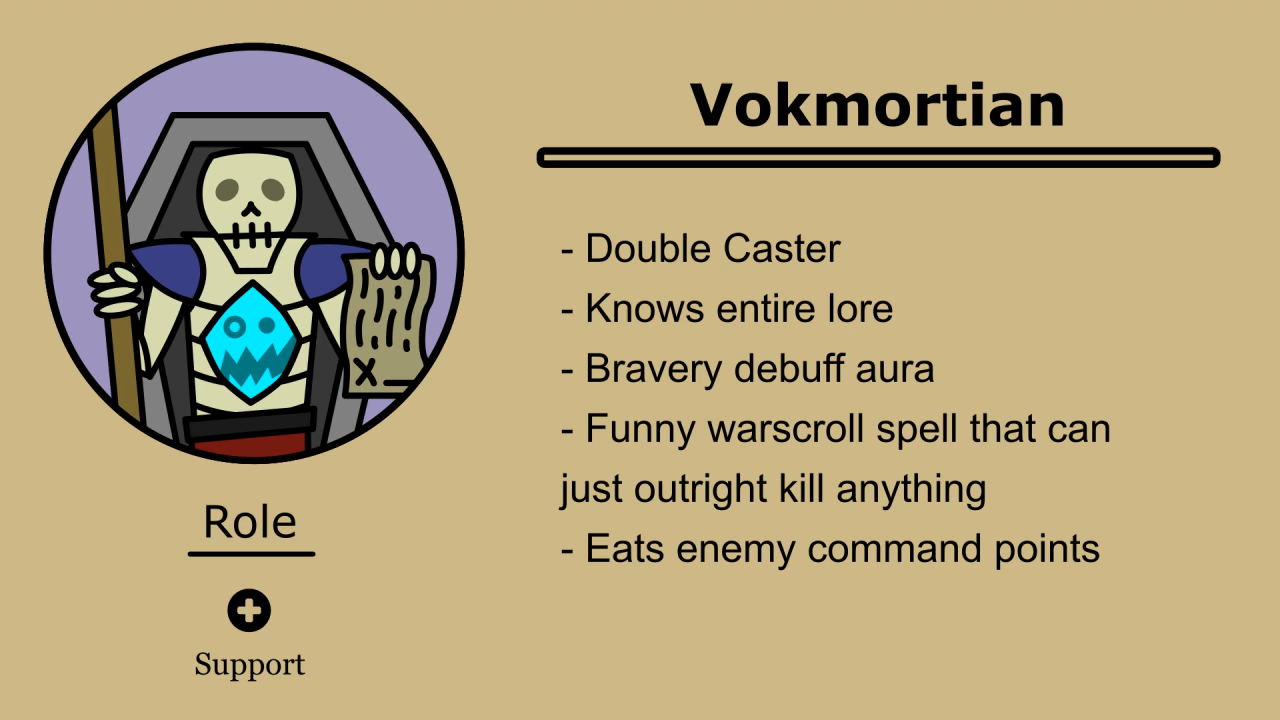 Vokmortian
- Double Caster
- Knows entire lore
- Bravery debuff aura
- Funny warscroll spell that can
just outright kill anything
- Eats enemy command points
X
Role
Support